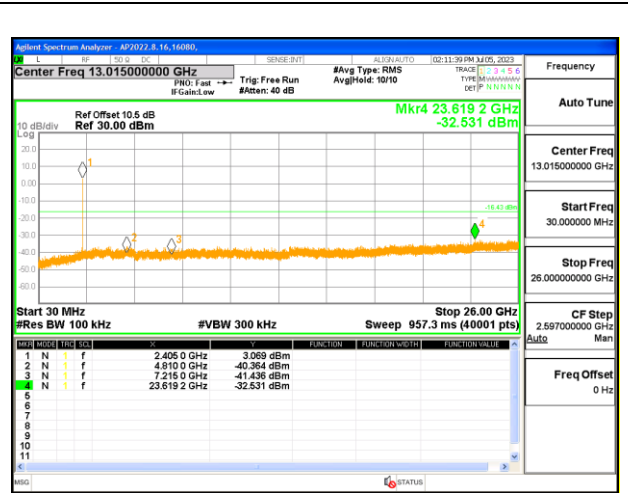 Agilent Spectrum Analyzer - AP2022.8.16,16080,
L RF 50 Ω DC SENSE:INT ALIGNAUTO 02:11:39 PM Jul 05, 2023
Center Freq 13.015000000 GHz #Avg Type: RMS TRACE 1 2 3 4 5 6
PNO: Fast Trig: Free Run Avg|Hold: 10/10 TYPE M
IFGain:Low #Atten: 40 dB DET P N N N N N
Ref Offset 10.5 dB Mkr4 23.619 2 GHz
10 dB/div Ref 30.00 dBm -32.531 dBm
Log
20.0
10.0
0.00
-10.0
-20.0
-30.0
-40.0
-50.0
-60.0
1
2
3
4
-16.43 dBm
Start 30 MHz Stop 26.00 GHz
#Res BW 100 kHz #VBW 300 kHz Sweep 957.3 ms (40001 pts)
MKR MODE TRC SCL X Y FUNCTION FUNCTION WIDTH FUNCTION VALUE
1 N 1 f 2.405 0 GHz 3.069 dBm
2 N 1 f 4.810 0 GHz -40.364 dBm
3 N 1 f 7.215 0 GHz -41.436 dBm
4 N 1 f 23.619 2 GHz -32.531 dBm
5
6
7
8
9
10
11
MSG STATUS
Frequency
Auto Tune
Center Freq
13.015000000 GHz
Start Freq
30.000000 MHz
Stop Freq
26.000000000 GHz
CF Step
2.597000000 GHz
Auto Man
Freq Offset
0 Hz